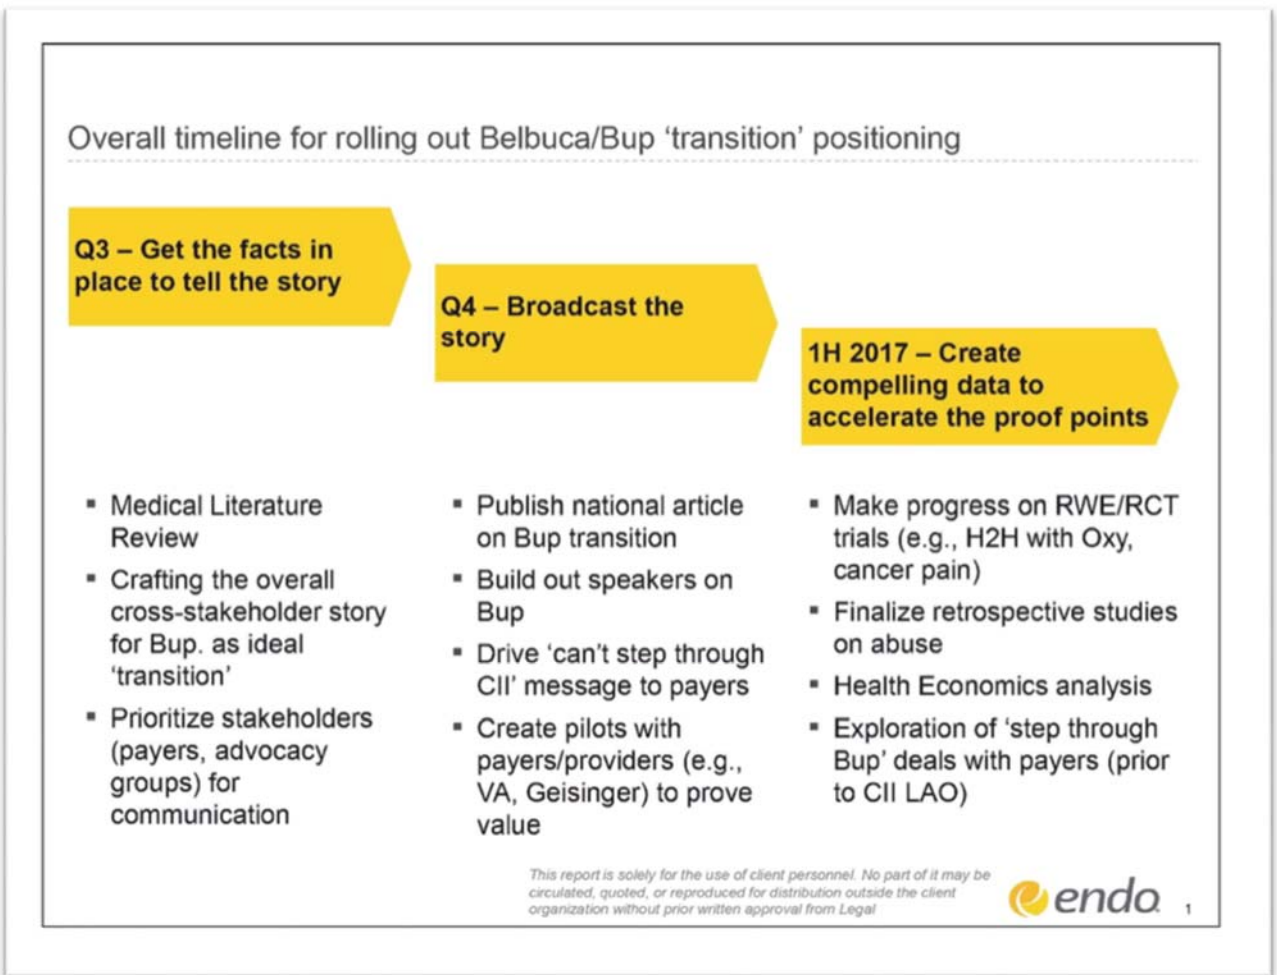 Overall timeline for rolling out Belbuca/Bup ‘transition’ positioning
Q3 – Get the facts in
place to tell the story
Q4 – Broadcast the
story
1H 2017 – Create
compelling data to
accelerate the proof points
▪ Medical Literature
Review
▪ Crafting the overall
cross-stakeholder story
for Bup. as ideal
‘transition’
▪ Prioritize stakeholders
(payers, advocacy
groups) for
communication
▪ Publish national article
on Bup transition
▪ Build out speakers on
Bup
▪ Drive ‘can’t step through
CII’ message to payers
▪ Create pilots with
payers/providers (e.g.,
VA, Geisinger) to prove
value
▪ Make progress on RWE/RCT
trials (e.g., H2H with Oxy,
cancer pain)
▪ Finalize retrospective studies
on abuse
▪ Health Economics analysis
▪ Exploration of ‘step through
Bup’ deals with payers (prior
to CII LAO)
This report is solely for the use of client personnel. No part of it may be
circulated, quoted, or reproduced for distribution outside the client
organization without prior written approval from Legal
endo
1